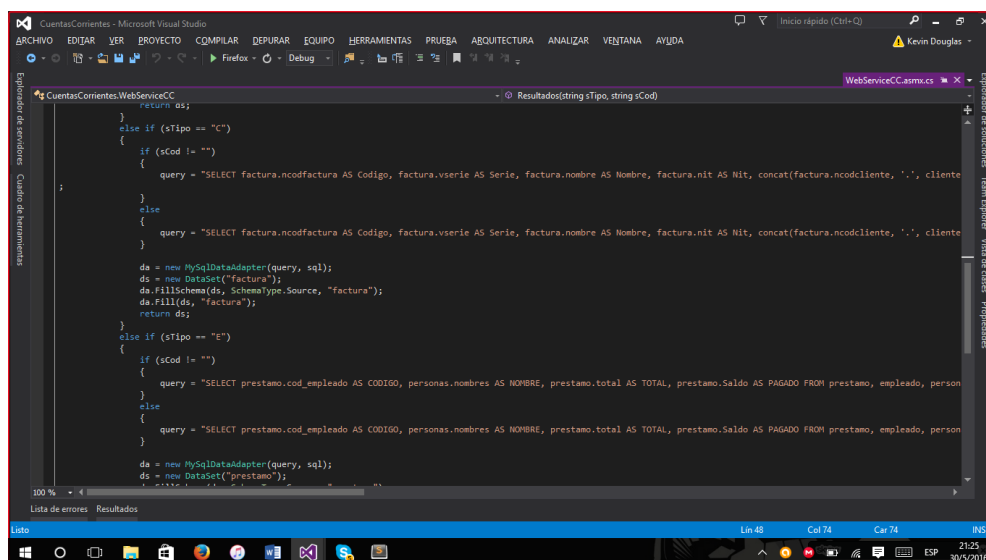 CuentasCorrientes - Microsoft Visual Studio
Inicio rápido (Ctrl+Q)
ARCHIVO EDITAR VER PROYECTO COMPILAR DEPURAR EQUIPO HERRAMIENTAS PRUEBA ARQUITECTURA ANALIZAR VENTANA AYUDA
Kevin Douglas
Firefox
Debug
WebServiceCC.asmx.cs
CuentasCorrientes.WebServiceCC
Resultados(string sTipo, string sCod)
return ds;
}
else if (sTipo == "C")
{
if (sCod != "")
{
query = "SELECT factura.ncodfactura AS Codigo, factura.vserie AS Serie, factura.nombre AS Nombre, factura.nit AS Nit, concat(factura.ncodcliente, '.', cliente
;
}
else
{
query = "SELECT factura.ncodfactura AS Codigo, factura.vserie AS Serie, factura.nombre AS Nombre, factura.nit AS Nit, concat(factura.ncodcliente, '.', cliente
}
da = new MySqlDataAdapter(query, sql);
ds = new DataSet("factura");
da.FillSchema(ds, SchemaType.Source, "factura");
da.Fill(ds, "factura");
return ds;
}
else if (sTipo == "E")
{
if (sCod != "")
{
query = "SELECT prestamo.cod_empleado AS CODIGO, personas.nombres AS NOMBRE, prestamo.total AS TOTAL, prestamo.Saldo AS PAGADO FROM prestamo, empleado, person
}
else
{
query = "SELECT prestamo.cod_empleado AS CODIGO, personas.nombres AS NOMBRE, prestamo.total AS TOTAL, prestamo.Saldo AS PAGADO FROM prestamo, empleado, person
}
da = new MySqlDataAdapter(query, sql);
ds = new DataSet("prestamo");
Explorador de servidores
Cuadro de herramientas
Explorador de soluciones
Team Explorer
Vista de clases
Propiedades
100 %
Lista de errores Resultados
Listo
Lín 48 Col 74 Car 74 INS
ESP
21:25
30/5/201